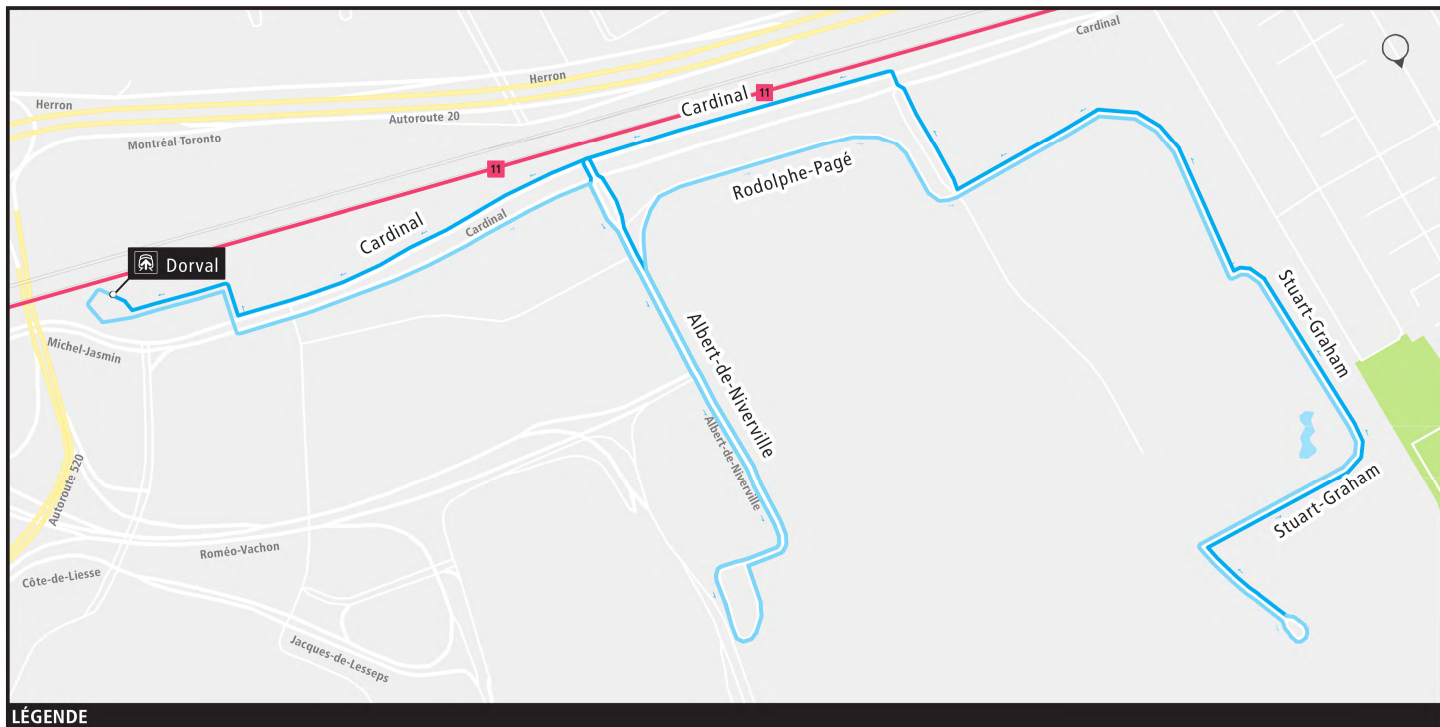 Cardinal
Herron
Herron
Cardinal
11
Autoroute 20
Montréal Toronto
11
Rodolphe-Pagé
Cardinal
Cardinal
Dorval
Stuart-Graham
Michel-Jasmin
Albert-de-Niverville
Albert-de-Niverville
Autoroute 520
Stuart-Graham
Roméo-Vachon
Côte-de-Liesse
Jacques-de-Lesseps
LÉGENDE